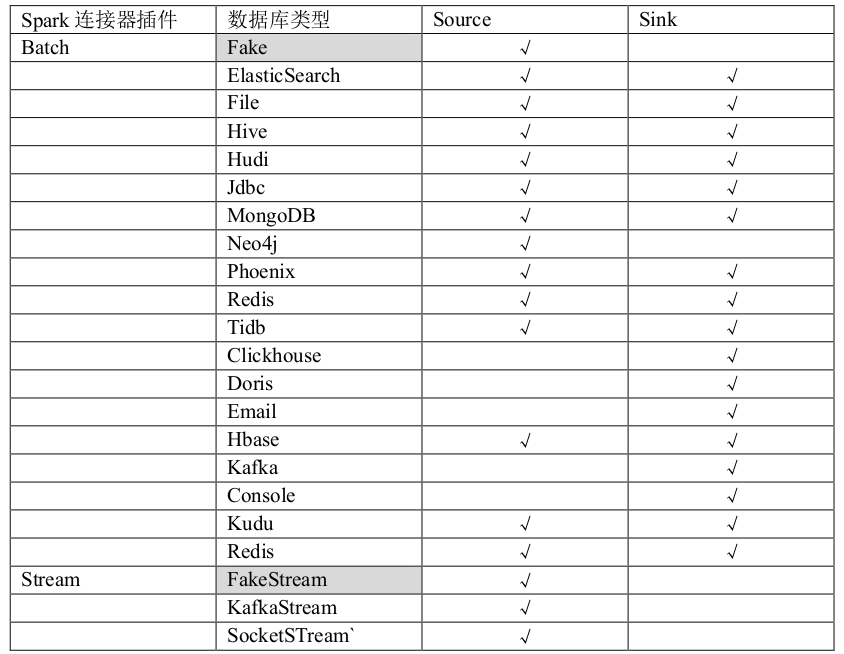 Spark 连接器插件 数据库类型 Source Sink
Batch Fake √
ElasticSearch √ √
File √ √
Hive √ √
Hudi √ √
Jdbc √ √
MongoDB √ √
Neo4j √
Phoenix √ √
Redis √ √
Tidb √ √
Clickhouse √
Doris √
Email √
Hbase √ √
Kafka √
Console √
Kudu √ √
Redis √ √
Stream FakeStream √
KafkaStream √
SocketSTream` √